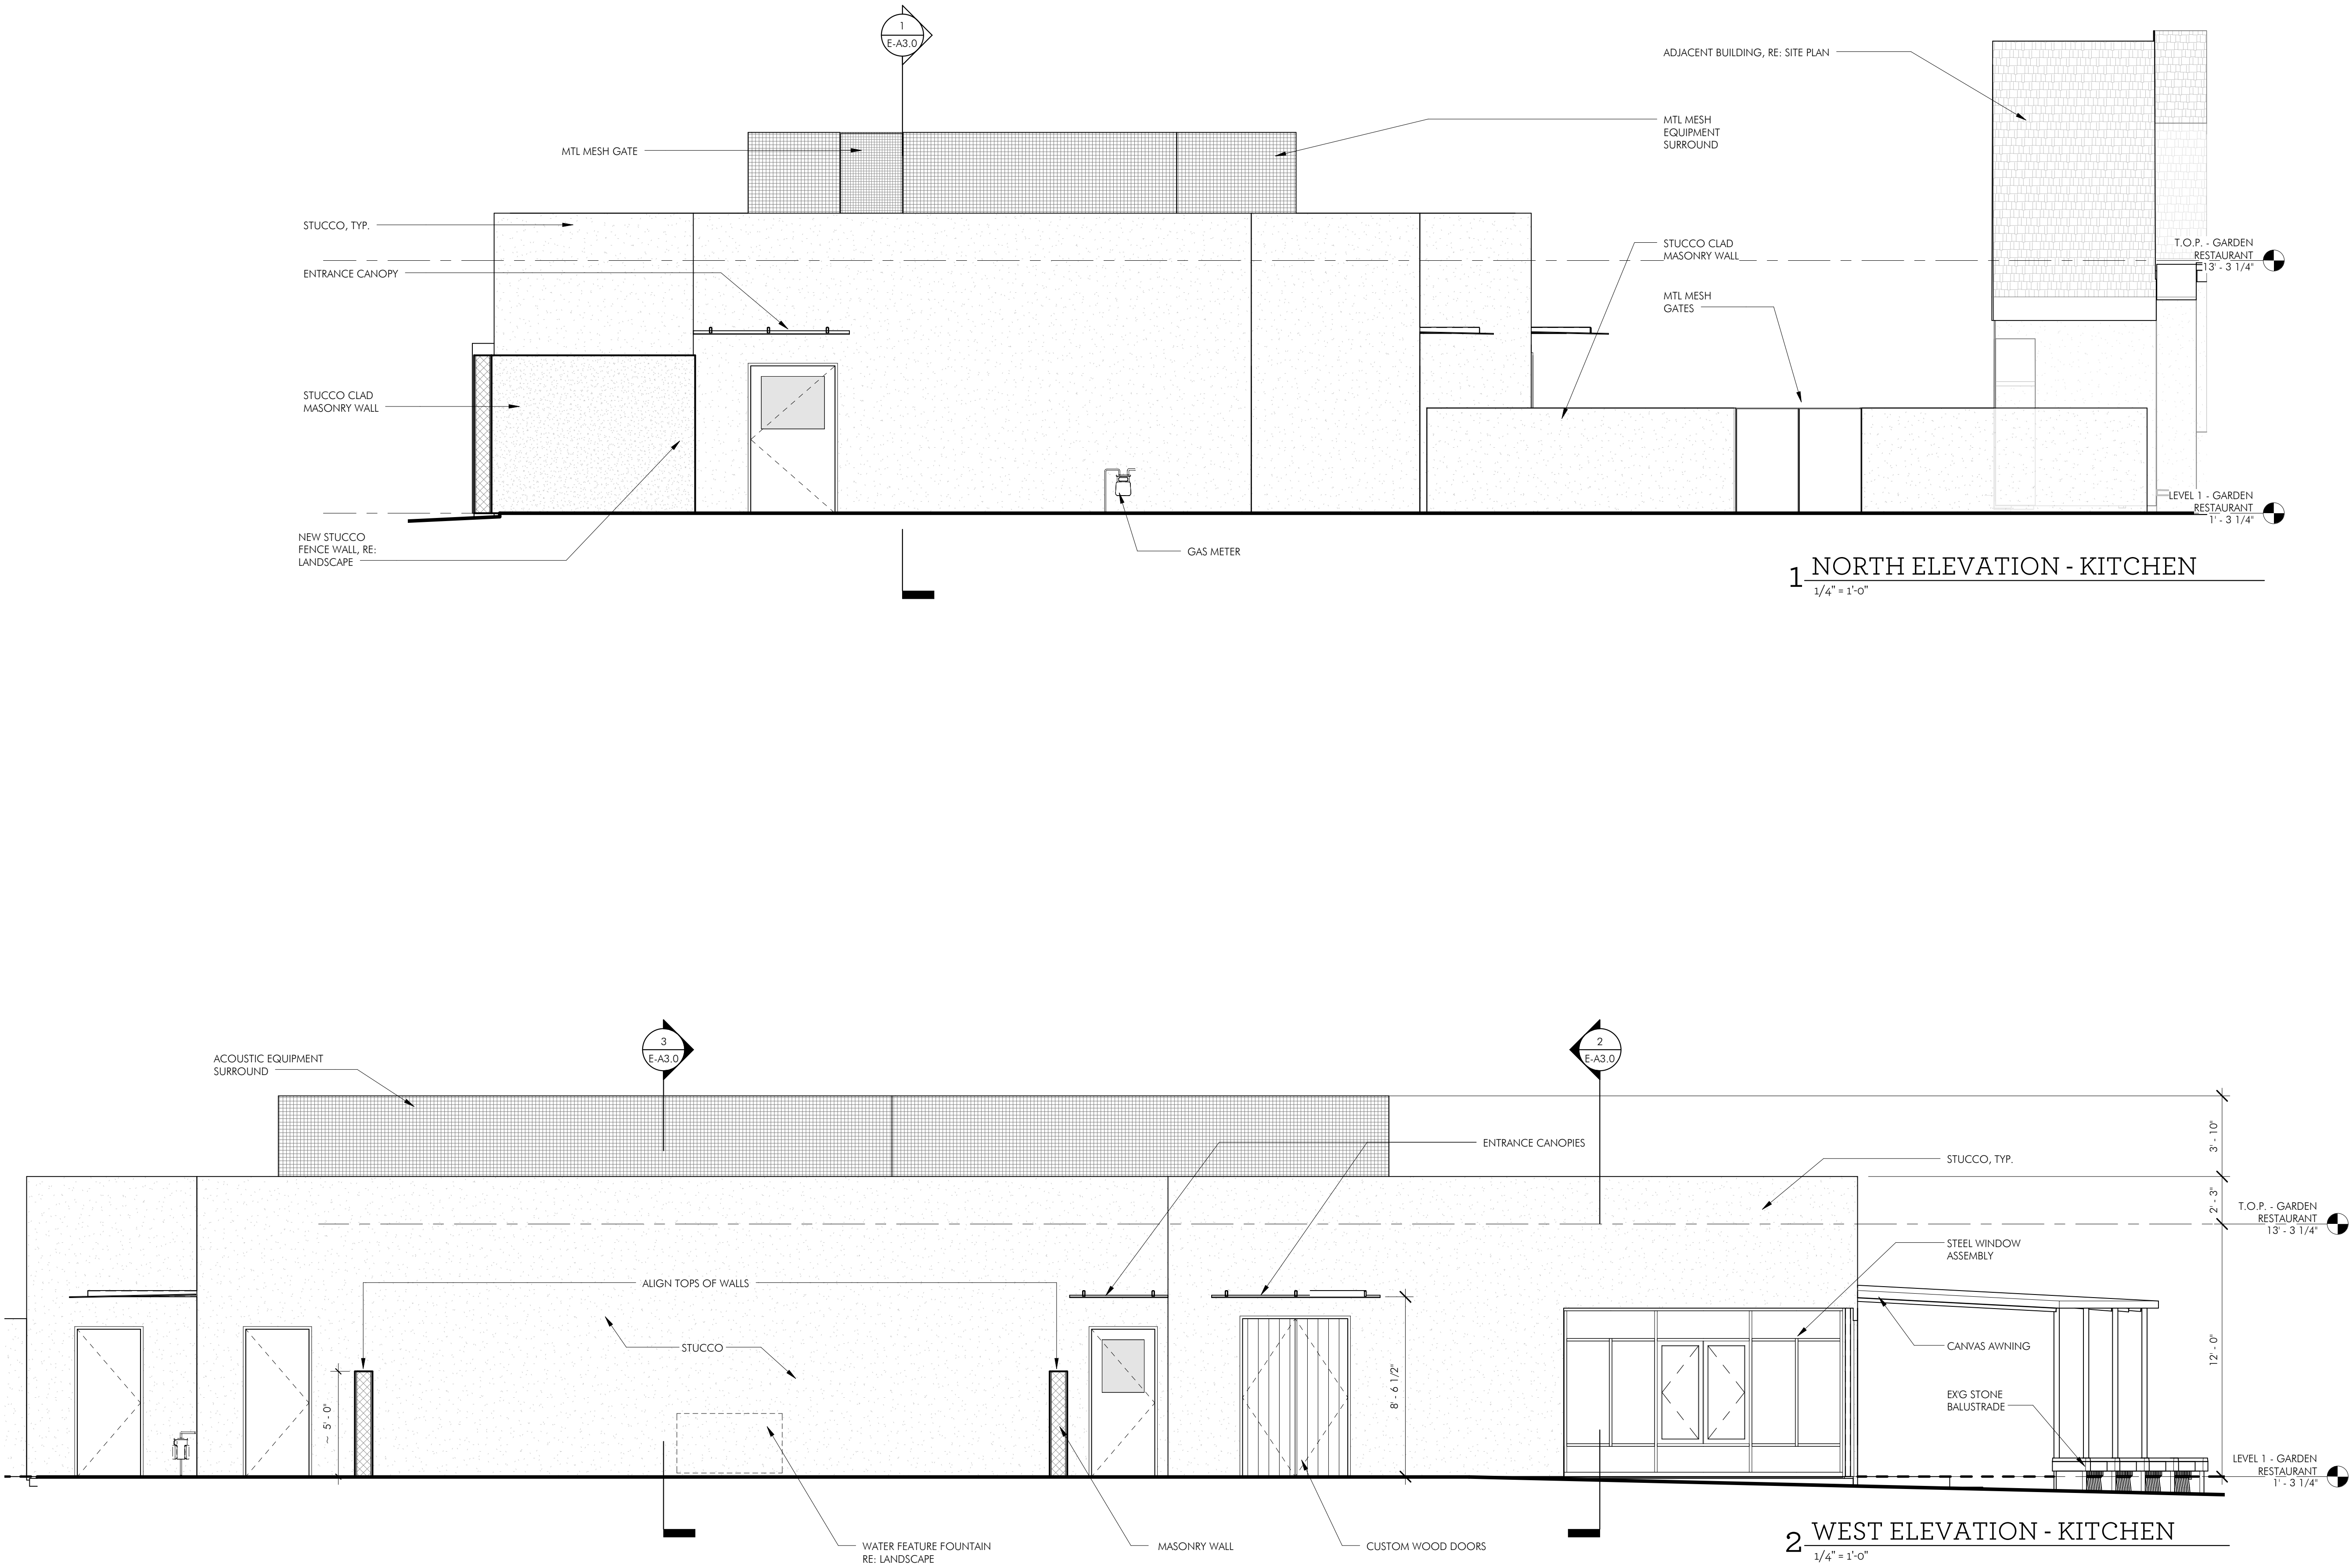 1
E-A3.0
ADJACENT BUILDING, RE: SITE PLAN
MTL MESH
EQUIPMENT
SURROUND
MTL MESH GATE
STUCCO, TYP.
ENTRANCE CANOPY
STUCCO CLAD
MASONRY WALL
T.O.P. - GARDEN
RESTAURANT
13' - 3 1/4"
MTL MESH
GATES
STUCCO CLAD
MASONRY WALL
LEVEL 1 - GARDEN
RESTAURANT
1' - 3 1/4"
NEW STUCCO
FENCE WALL, RE:
LANDSCAPE
GAS METER
1 NORTH ELEVATION - KITCHEN
1/4" = 1'-0"
3
E-A3.0
2
E-A3.0
ACOUSTIC EQUIPMENT
SURROUND
3' - 10"
ENTRANCE CANOPIES
STUCCO, TYP.
2' - 3"
T.O.P. - GARDEN
RESTAURANT
13' - 3 1/4"
STEEL WINDOW
ASSEMBLY
ALIGN TOPS OF WALLS
STUCCO
CANVAS AWNING
12' - 0"
8' - 6 1/2"
EX'G STONE
BALUSTRADE
~ 5' - 0"
LEVEL 1 - GARDEN
RESTAURANT
1' - 3 1/4"
WATER FEATURE FOUNTAIN
RE: LANDSCAPE
MASONRY WALL
CUSTOM WOOD DOORS
2 WEST ELEVATION - KITCHEN
1/4" = 1'-0"